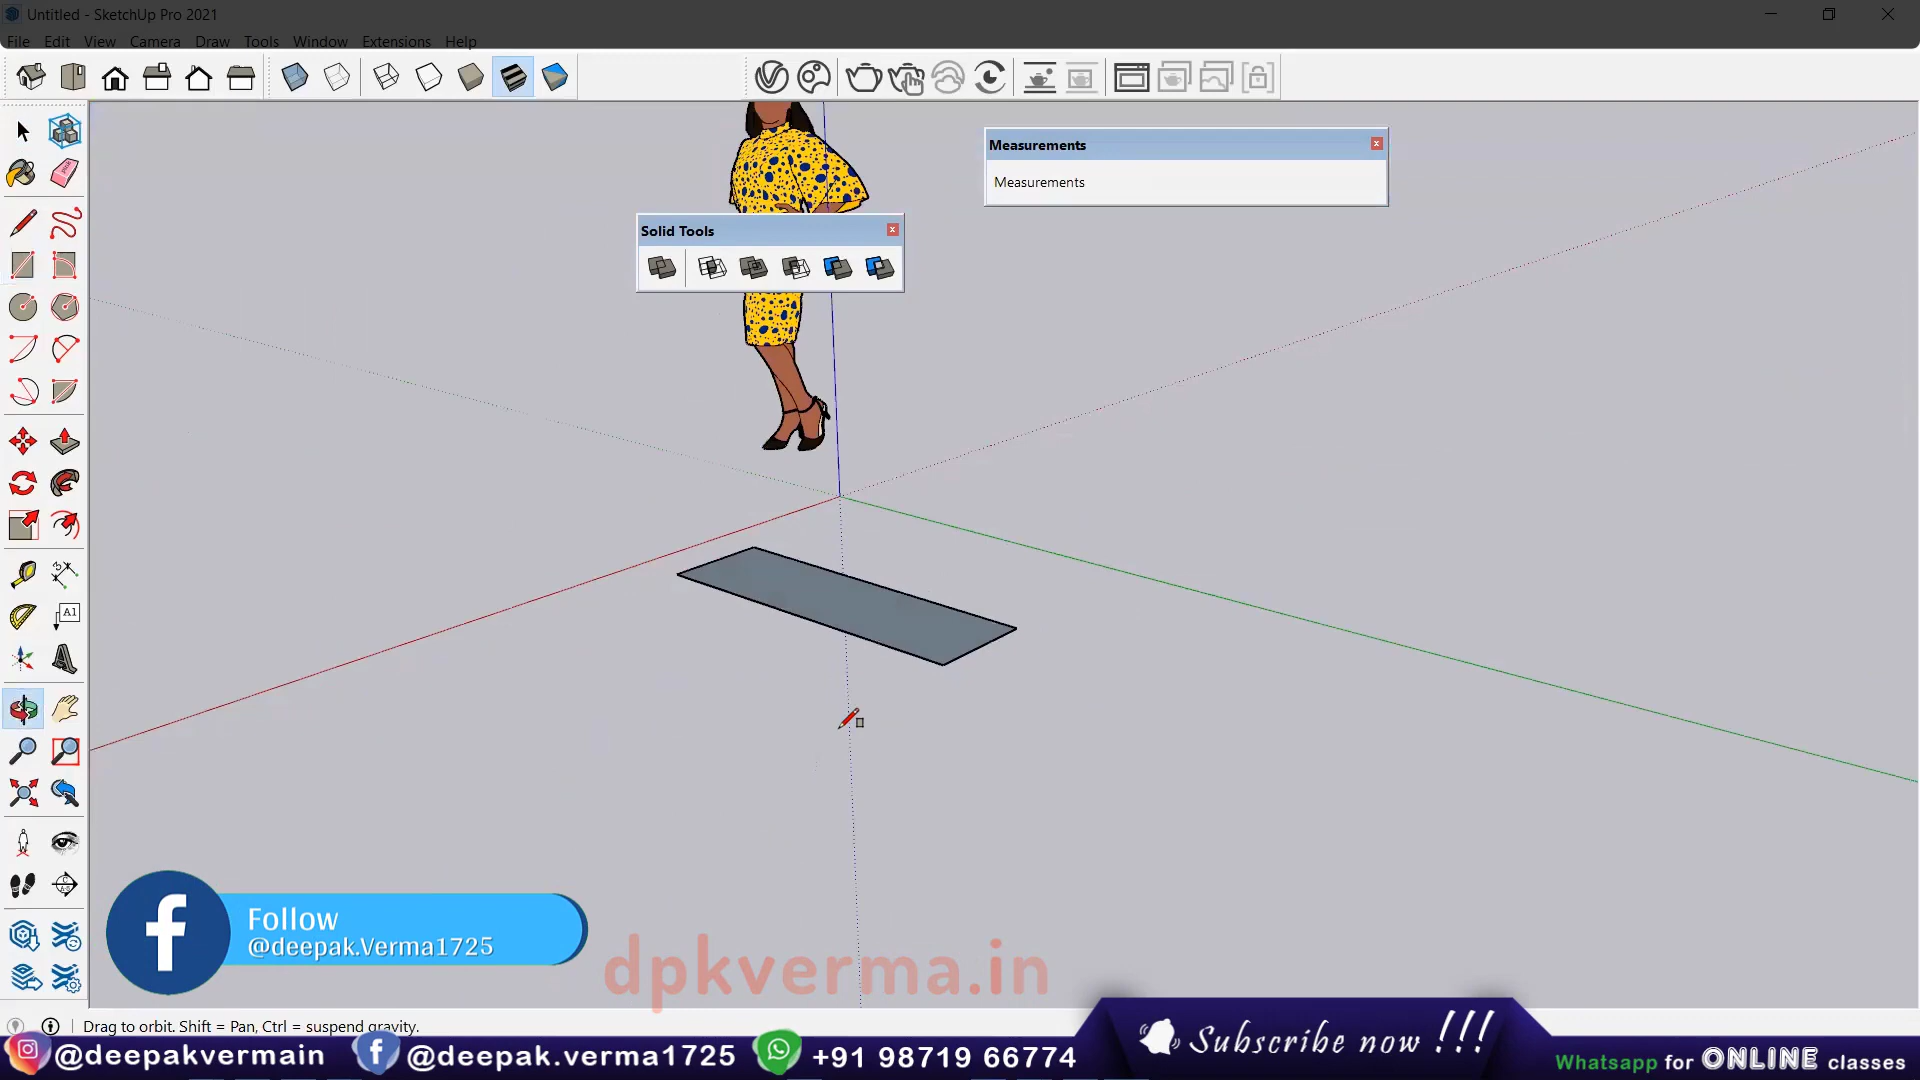 Untitled - SketchUp Pro 2021
File Edit View Camera Draw Tools Window Extensions Help
Measurements
Measurements
Solid Tools
A1
Follow
@deepak.Verma1725
dpkverma.in
Drag to orbit. Shift = Pan, Ctrl = suspend gravity.
@deepakvermain @deepak.verma1725 +91 98719 66774
Subscribe now !!!
Whatsapp for ONLINE classes